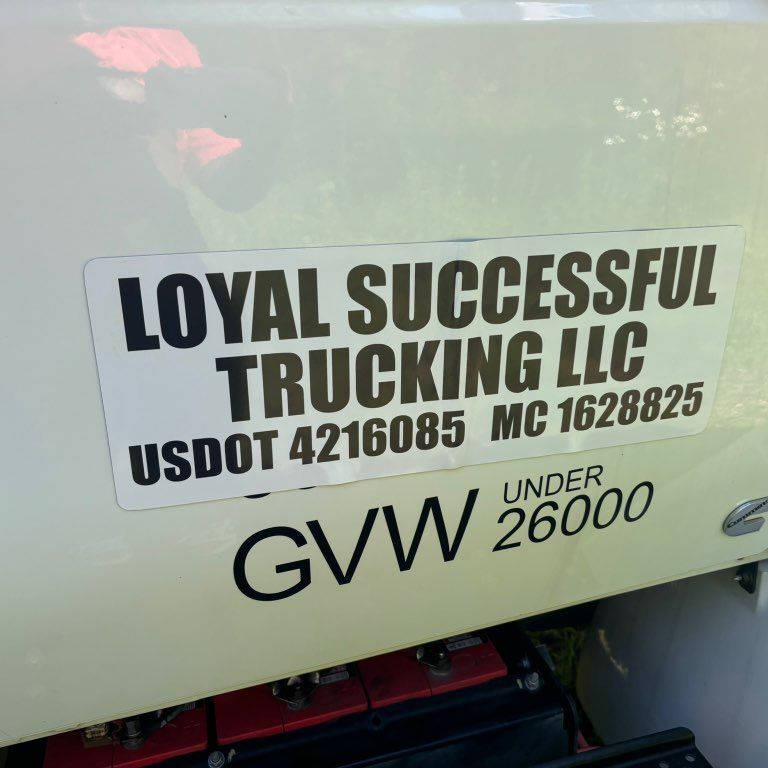 LOYAL SUCCESSFUL
TRUCKING LLC
USDOT 4216085 MC 1628825
GVW UNDER 26000